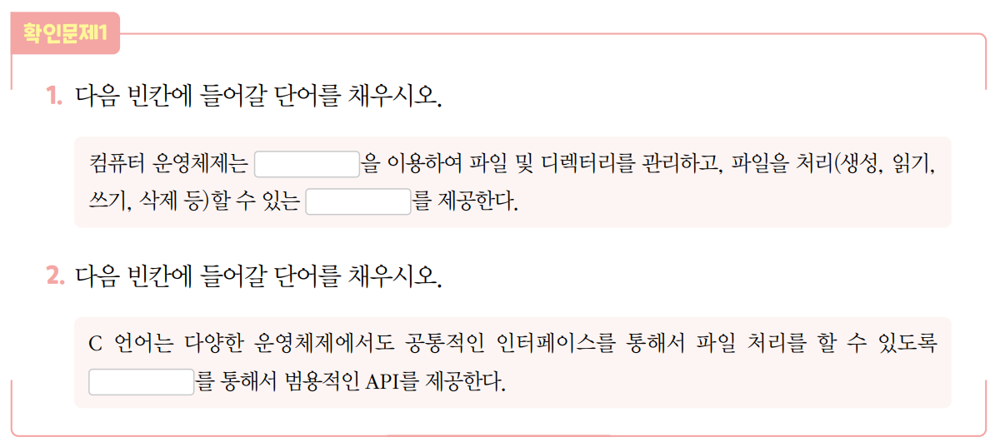 확인문제1
1. 다음 빈칸에 들어갈 단어를 채우시오.
컴퓨터 운영체제는 을 이용하여 파일 및 디렉터리를 관리하고, 파일을 처리(생성, 읽기,
쓰기, 삭제 등)할 수 있는 를 제공한다.
2. 다음 빈칸에 들어갈 단어를 채우시오.
C 언어는 다양한 운영체제에서도 공통적인 인터페이스를 통해서 파일 처리를 할 수 있도록
를 통해서 범용적인 API를 제공한다.